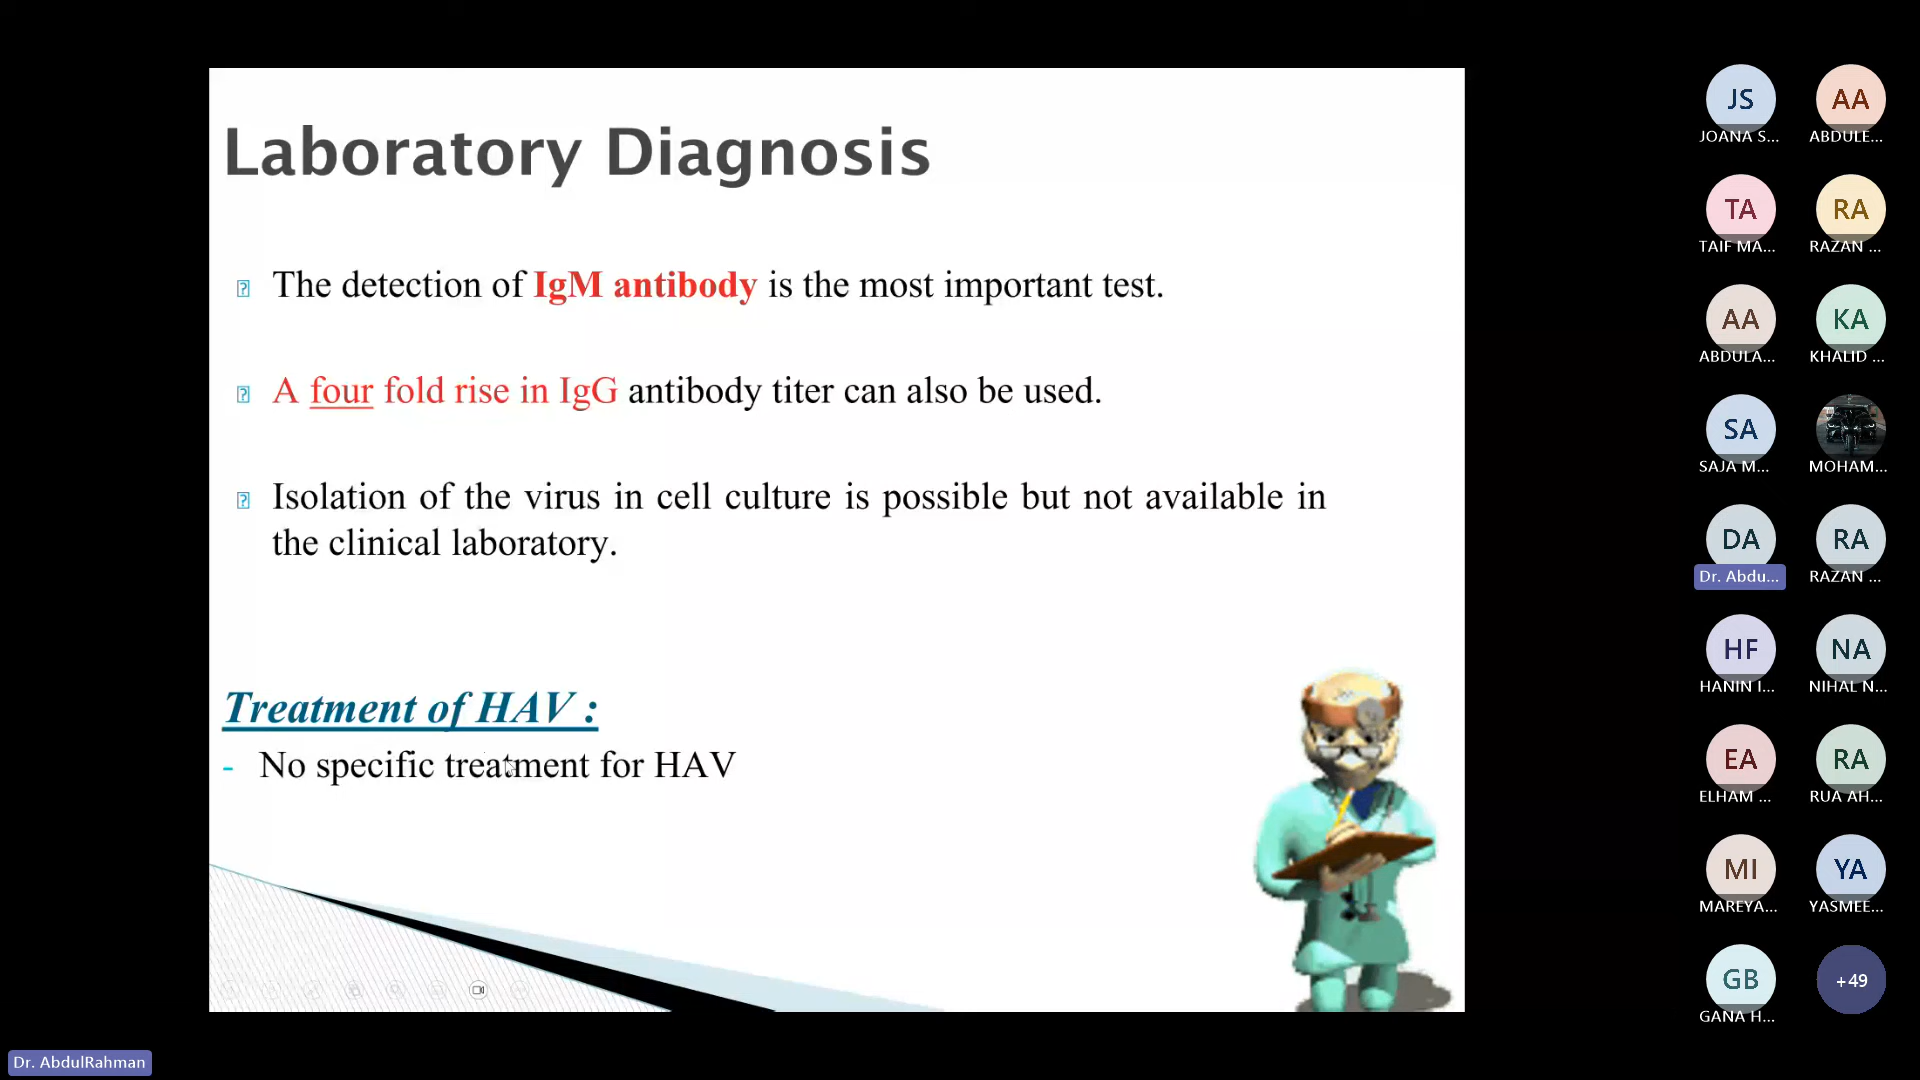 Laboratory Diagnosis
The detection of IgM antibody is the most important test.
A four fold rise in IgG antibody titer can also be used.
Isolation of the virus in cell culture is possible but not available in
the clinical laboratory.
Treatment of HAV :
- No specific treatment for HAV
JS
JOANA S...
AA
ABDULE...
TA
TAIF MA...
RA
RAZAN ...
AA
ABDULA...
KA
KHALID ...
SA
SAJA M...
MOHAM...
DA
Dr. Abdu...
RA
RAZAN ...
HF
HANIN I...
NA
NIHAL N...
EA
ELHAM ...
RA
RUA AH...
MI
MAREYA...
YA
YASMEE...
GB
GANA H...
+49
Dr. AbdulRahman